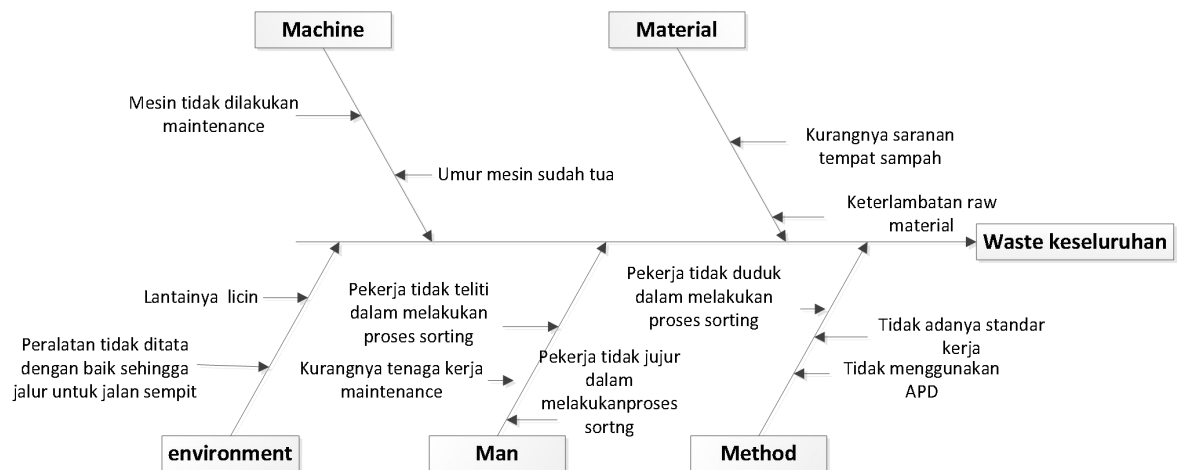 Machine
Material
Mesin tidak dilakukan
maintenance
Umur mesin sudah tua
Kurangnya saranan
tempat sampah
Keterlambatan raw
material
Waste keseluruhan
Lantainya licin
Peralatan tidak ditata
dengan baik sehingga
jalur untuk jalan sempit
Pekerja tidak teliti
dalam melakukan
proses sorting
Kurangnya tenaga kerja
maintenance
Pekerja tidak jujur
dalam
melakukanproses
sortng
Pekerja tidak duduk
dalam melakukan
proses sorting
Tidak adanya standar
kerja
Tidak menggunakan
APD
environment
Man
Method